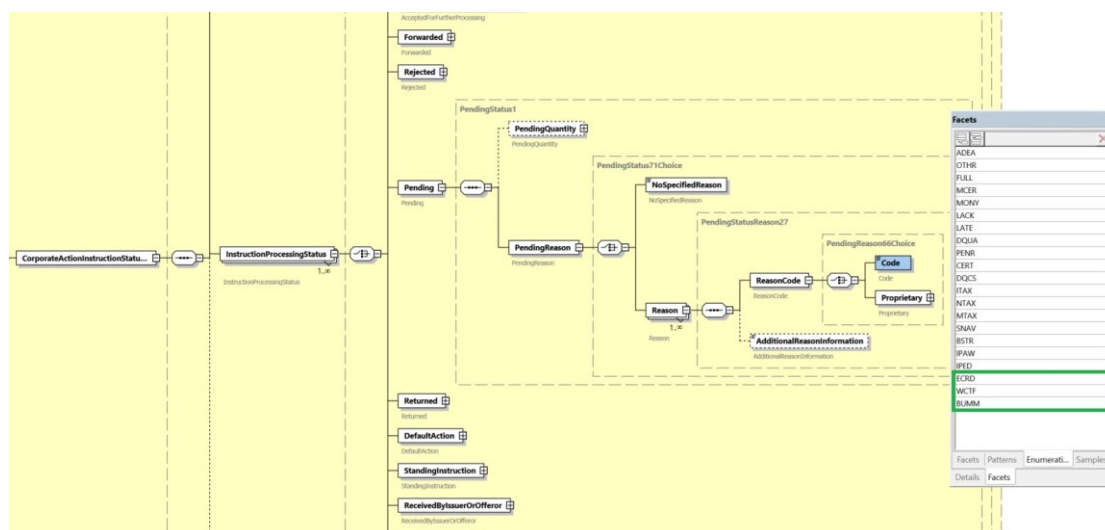 AcceptedForFurtherProcessing
Forwarded
Forwarded
Rejected
Rejected
PendingStatus1
PendingQuantity
PendingQuantity
PendingStatus71Choice
Pending
Pending
NoSpecifiedReason
NoSpecifiedReason
PendingStatusReason27
PendingReason66Choice
PendingReason
PendingReason
CorporateActionInstructionStatu...
InstructionProcessingStatus
1..∞
InstructionProcessingStatus
Code
Code
ReasonCode
ReasonCode
Proprietary
Proprietary
Reason
1..∞
Reason
AdditionalReasonInformation
AdditionalReasonInformation
Returned
Returned
DefaultAction
DefaultAction
StandingInstruction
StandingInstruction
ReceivedByIssuerOrOfferor
ReceivedByIssuerOrOfferor
Facets
ADEA
OTHR
FULL
MCER
MONY
LACK
LATE
DQUA
PENR
CERT
DQCS
ITAX
NTAX
MTAX
SNAV
BSTR
IPAW
IPED
ECRD
WCTF
BUMM
Facets Patterns Enumerati... Samples
Details Facets